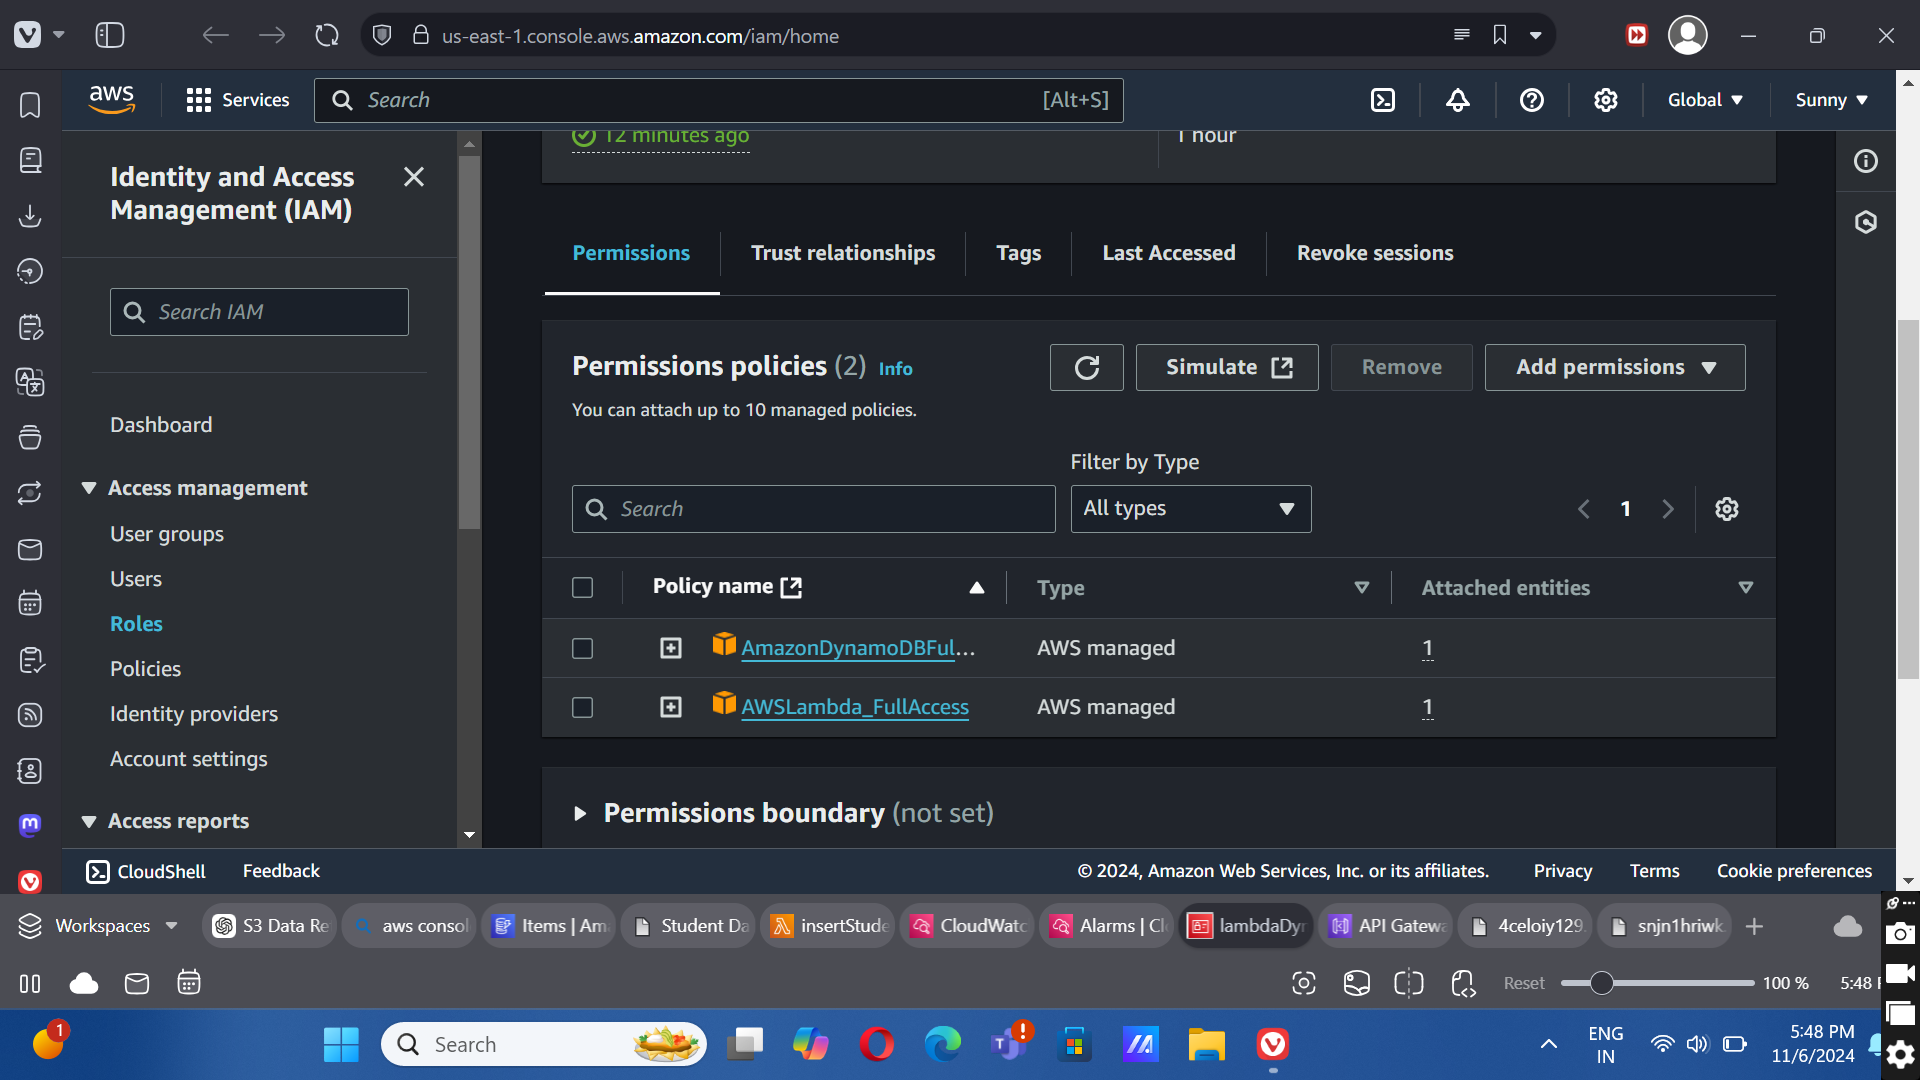 us-east-1.console.aws.amazon.com/iam/home
aws
Services
Search
[Alt+S]
Global
Sunny
Identity and Access
Management (IAM)
Search IAM
Dashboard
Access management
User groups
Users
Roles
Policies
Identity providers
Account settings
Access reports
12 minutes ago
1 hour
Permissions
Trust relationships
Tags
Last Accessed
Revoke sessions
Permissions policies (2) Info
Simulate
Remove
Add permissions
You can attach up to 10 managed policies.
Filter by Type
Search
All types
1
Policy name
Type
Attached entities
AmazonDynamoDBFul...
AWS managed
1
AWSLambda_FullAccess
AWS managed
1
Permissions boundary (not set)
CloudShell
Feedback
© 2024, Amazon Web Services, Inc. or its affiliates.
Privacy
Terms
Cookie preferences
Workspaces
S3 Data Re
aws consol
Items | Am
Student Da
insertStude
CloudWatc
Alarms | Cl
lambdaDyr
API Gatewa
4celoiy129.
snjn1hriwk.
Reset
100 %
5:48
1
Search
ENG
IN
5:48 PM
11/6/2024